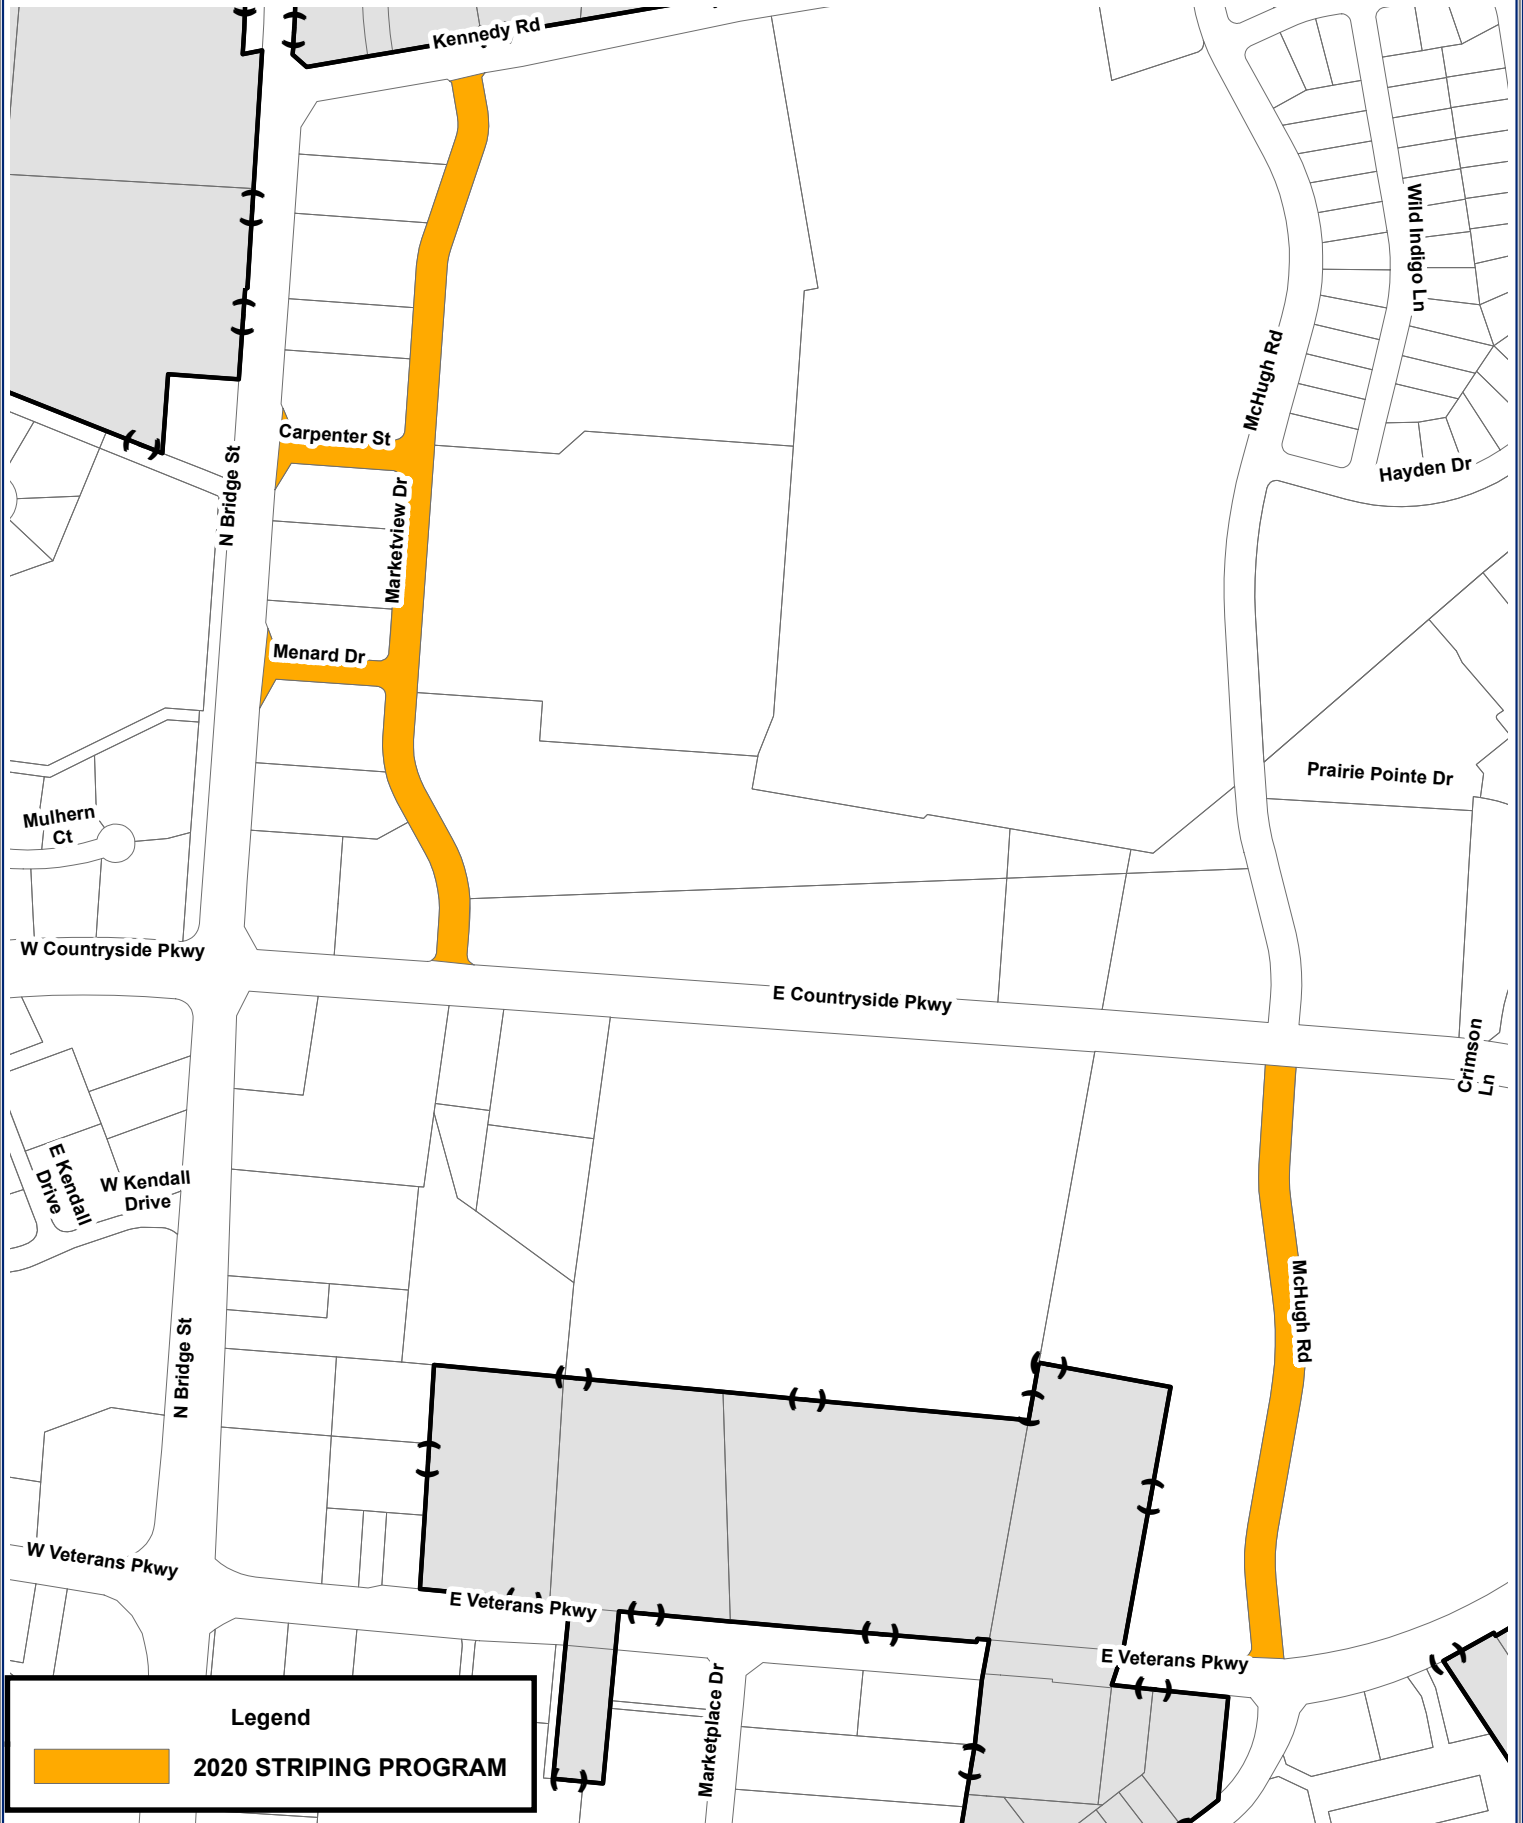 Kennedy Rd
Wild Indigo Ln
McHugh Rd
Carpenter St
Hayden Dr
N Bridge St
Marketview Dr
Menard Dr
Prairie Pointe Dr
Mulhern
Ct
W Countryside Pkwy
E Countryside Pkwy
Crimson
Ln
E Kendall
Drive
W Kendall
Drive
McHugh Rd
N Bridge St
W Veterans Pkwy
E Veterans Pkwy
E Veterans Pkwy
Marketplace Dr
Legend
2020 STRIPING PROGRAM